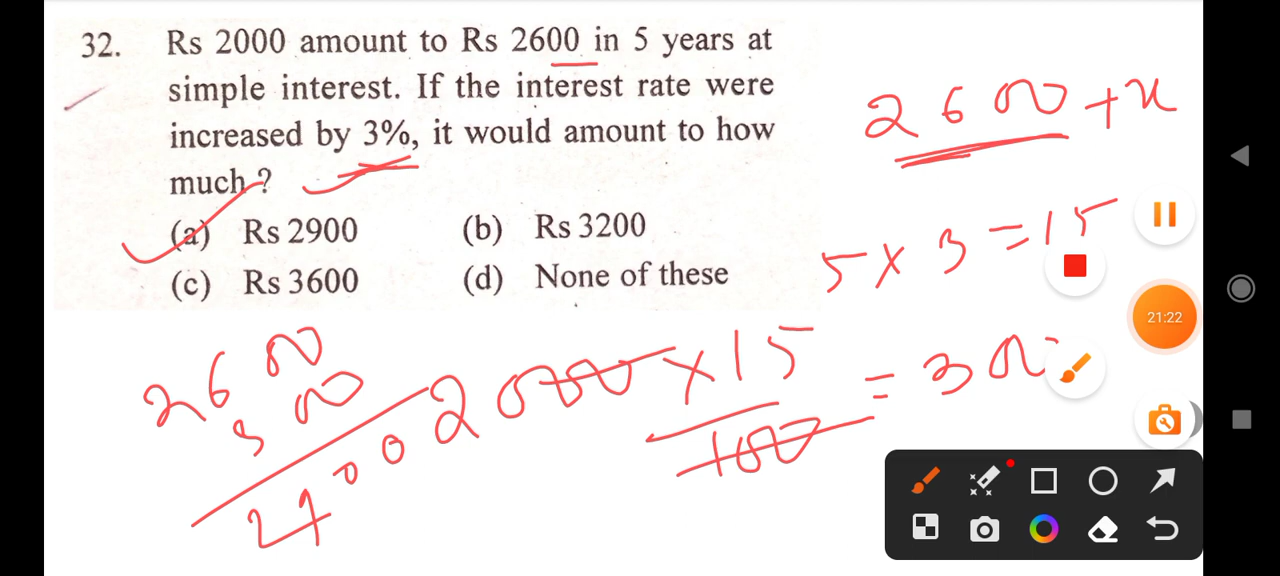 32. Rs 2000 amount to Rs 2600 in 5 years at
simple interest. If the interest rate were
increased by 3%, it would amount to how
much ?
(a) Rs 2900 (b) Rs 3200
(c) Rs 3600 (d) None of these
2600 + x
5 × 3 = 15
21:22
2000 × 15
100
= 300
2600
300
2900